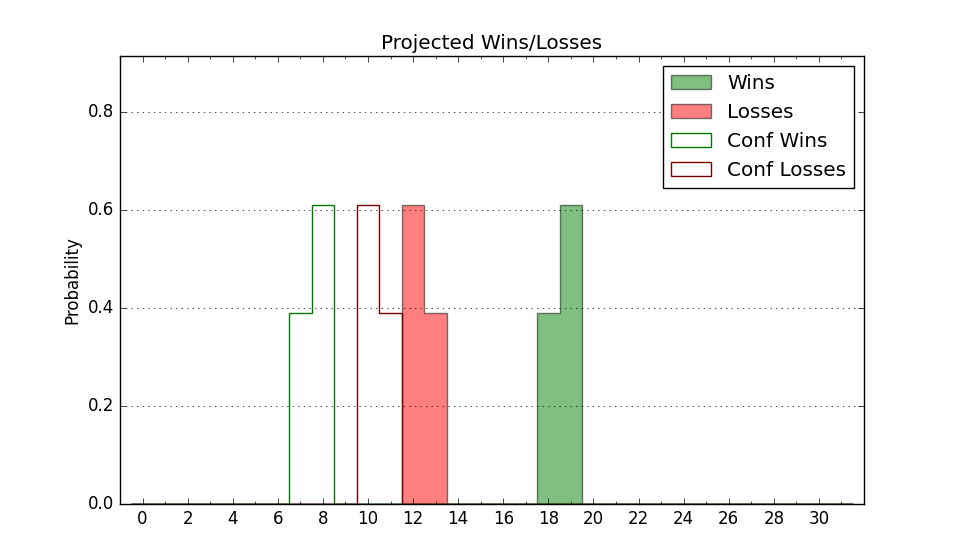 Projected Wins/Losses
Wins
Losses
Conf Wins
Conf Losses
Probability
0.8
0.6
0.4
0.2
0.0
0 2 4 6 8 10 12 14 16 18 20 22 24 26 28 30